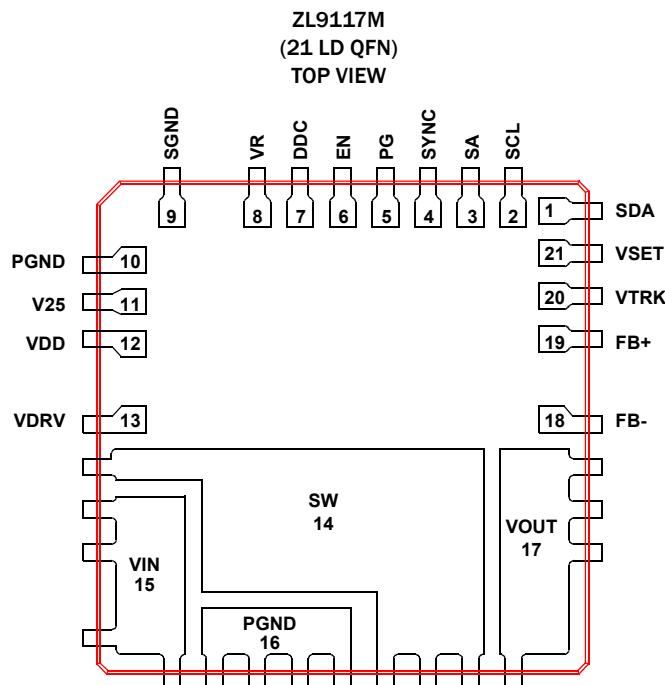 ZL9117M
(21 LD QFN)
TOP VIEW
SGND
VR
DDC
EN
PG
SYNC
SA
SCL
9
8
7
6
5
4
3
2
1
SDA
21
VSET
20
VTRK
19
FB+
18
FB-
PGND
10
V25
11
VDD
12
VDRV
13
SW
14
VOUT
17
VIN
15
PGND
16